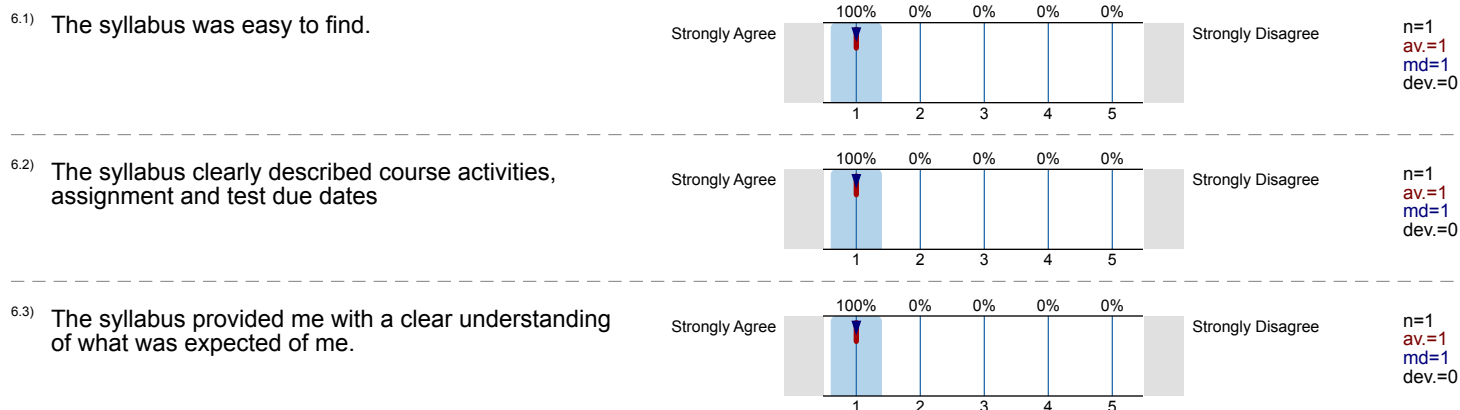 6.1) The syllabus was easy to find.
100% 0% 0% 0%
Strongly Agree
Strongly Disagree
n=1
av.=1
md=1
dev.=0
1 2 3 4 5
6.2) The syllabus clearly described course activities,
assignment and test due dates
100% 0% 0% 0%
Strongly Agree
Strongly Disagree
n=1
av.=1
md=1
dev.=0
1 2 3 4 5
6.3) The syllabus provided me with a clear understanding
of what was expected of me.
100% 0% 0% 0%
Strongly Agree
Strongly Disagree
n=1
av.=1
md=1
dev.=0
1 2 3 4 5